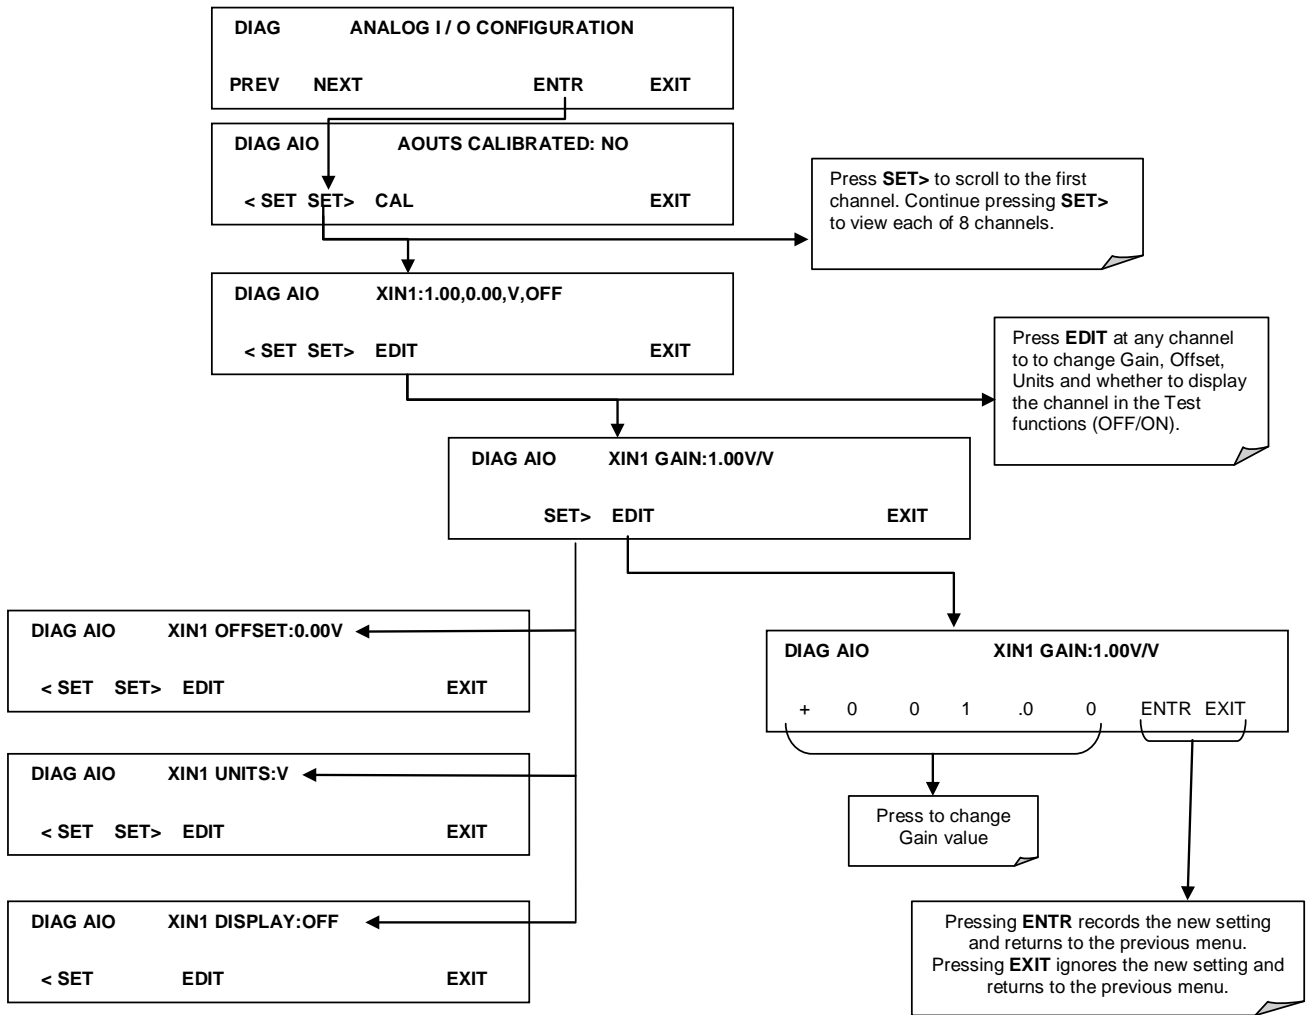 DIAG ANALOG I / O CONFIGURATION
PREV NEXT ENTR EXIT
DIAG AIO AOUTS CALIBRATED: NO
< SET SET> CAL EXIT
Press SET> to scroll to the first
channel. Continue pressing SET>
to view each of 8 channels.
DIAG AIO XIN1:1.00,0.00,V,OFF
< SET SET> EDIT EXIT
Press EDIT at any channel
to to change Gain, Offset,
Units and whether to display
the channel in the Test
functions (OFF/ON).
DIAG AIO XIN1 GAIN:1.00V/V
SET> EDIT EXIT
DIAG AIO XIN1 OFFSET:0.00V
< SET SET> EDIT EXIT
DIAG AIO XIN1 GAIN:1.00V/V
+ 0 0 1 .0 0 ENTR EXIT
DIAG AIO XIN1 UNITS:V
< SET SET> EDIT EXIT
Press to change
Gain value
DIAG AIO XIN1 DISPLAY:OFF
< SET EDIT EXIT
Pressing ENTR records the new setting
and returns to the previous menu.
Pressing EXIT ignores the new setting and
returns to the previous menu.